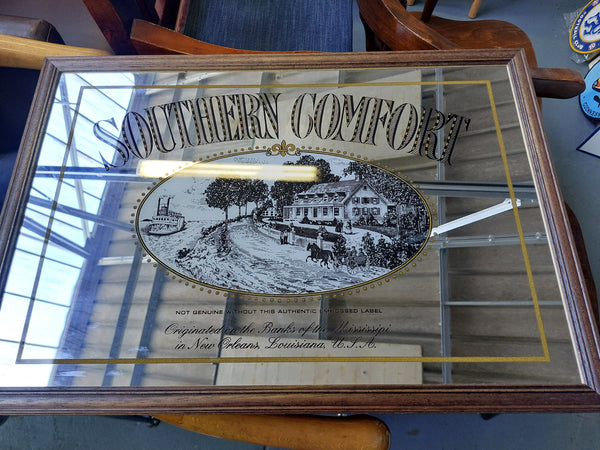 SOUTHERN COMFORT
NOT GENUINE WITHOUT THIS AUTHENTIC EMBOSSED LABEL
Originated on the Banks of the Mississippi
in New Orleans, Louisiana, U.S.A.